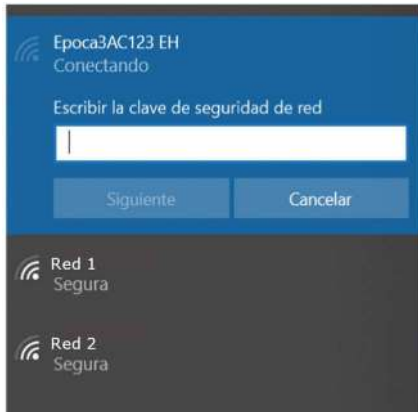 Epoca3AC123 EH
Conectando
Escribir la clave de seguridad de red
Siguiente Cancelar
Red 1
Segura
Red 2
Segura